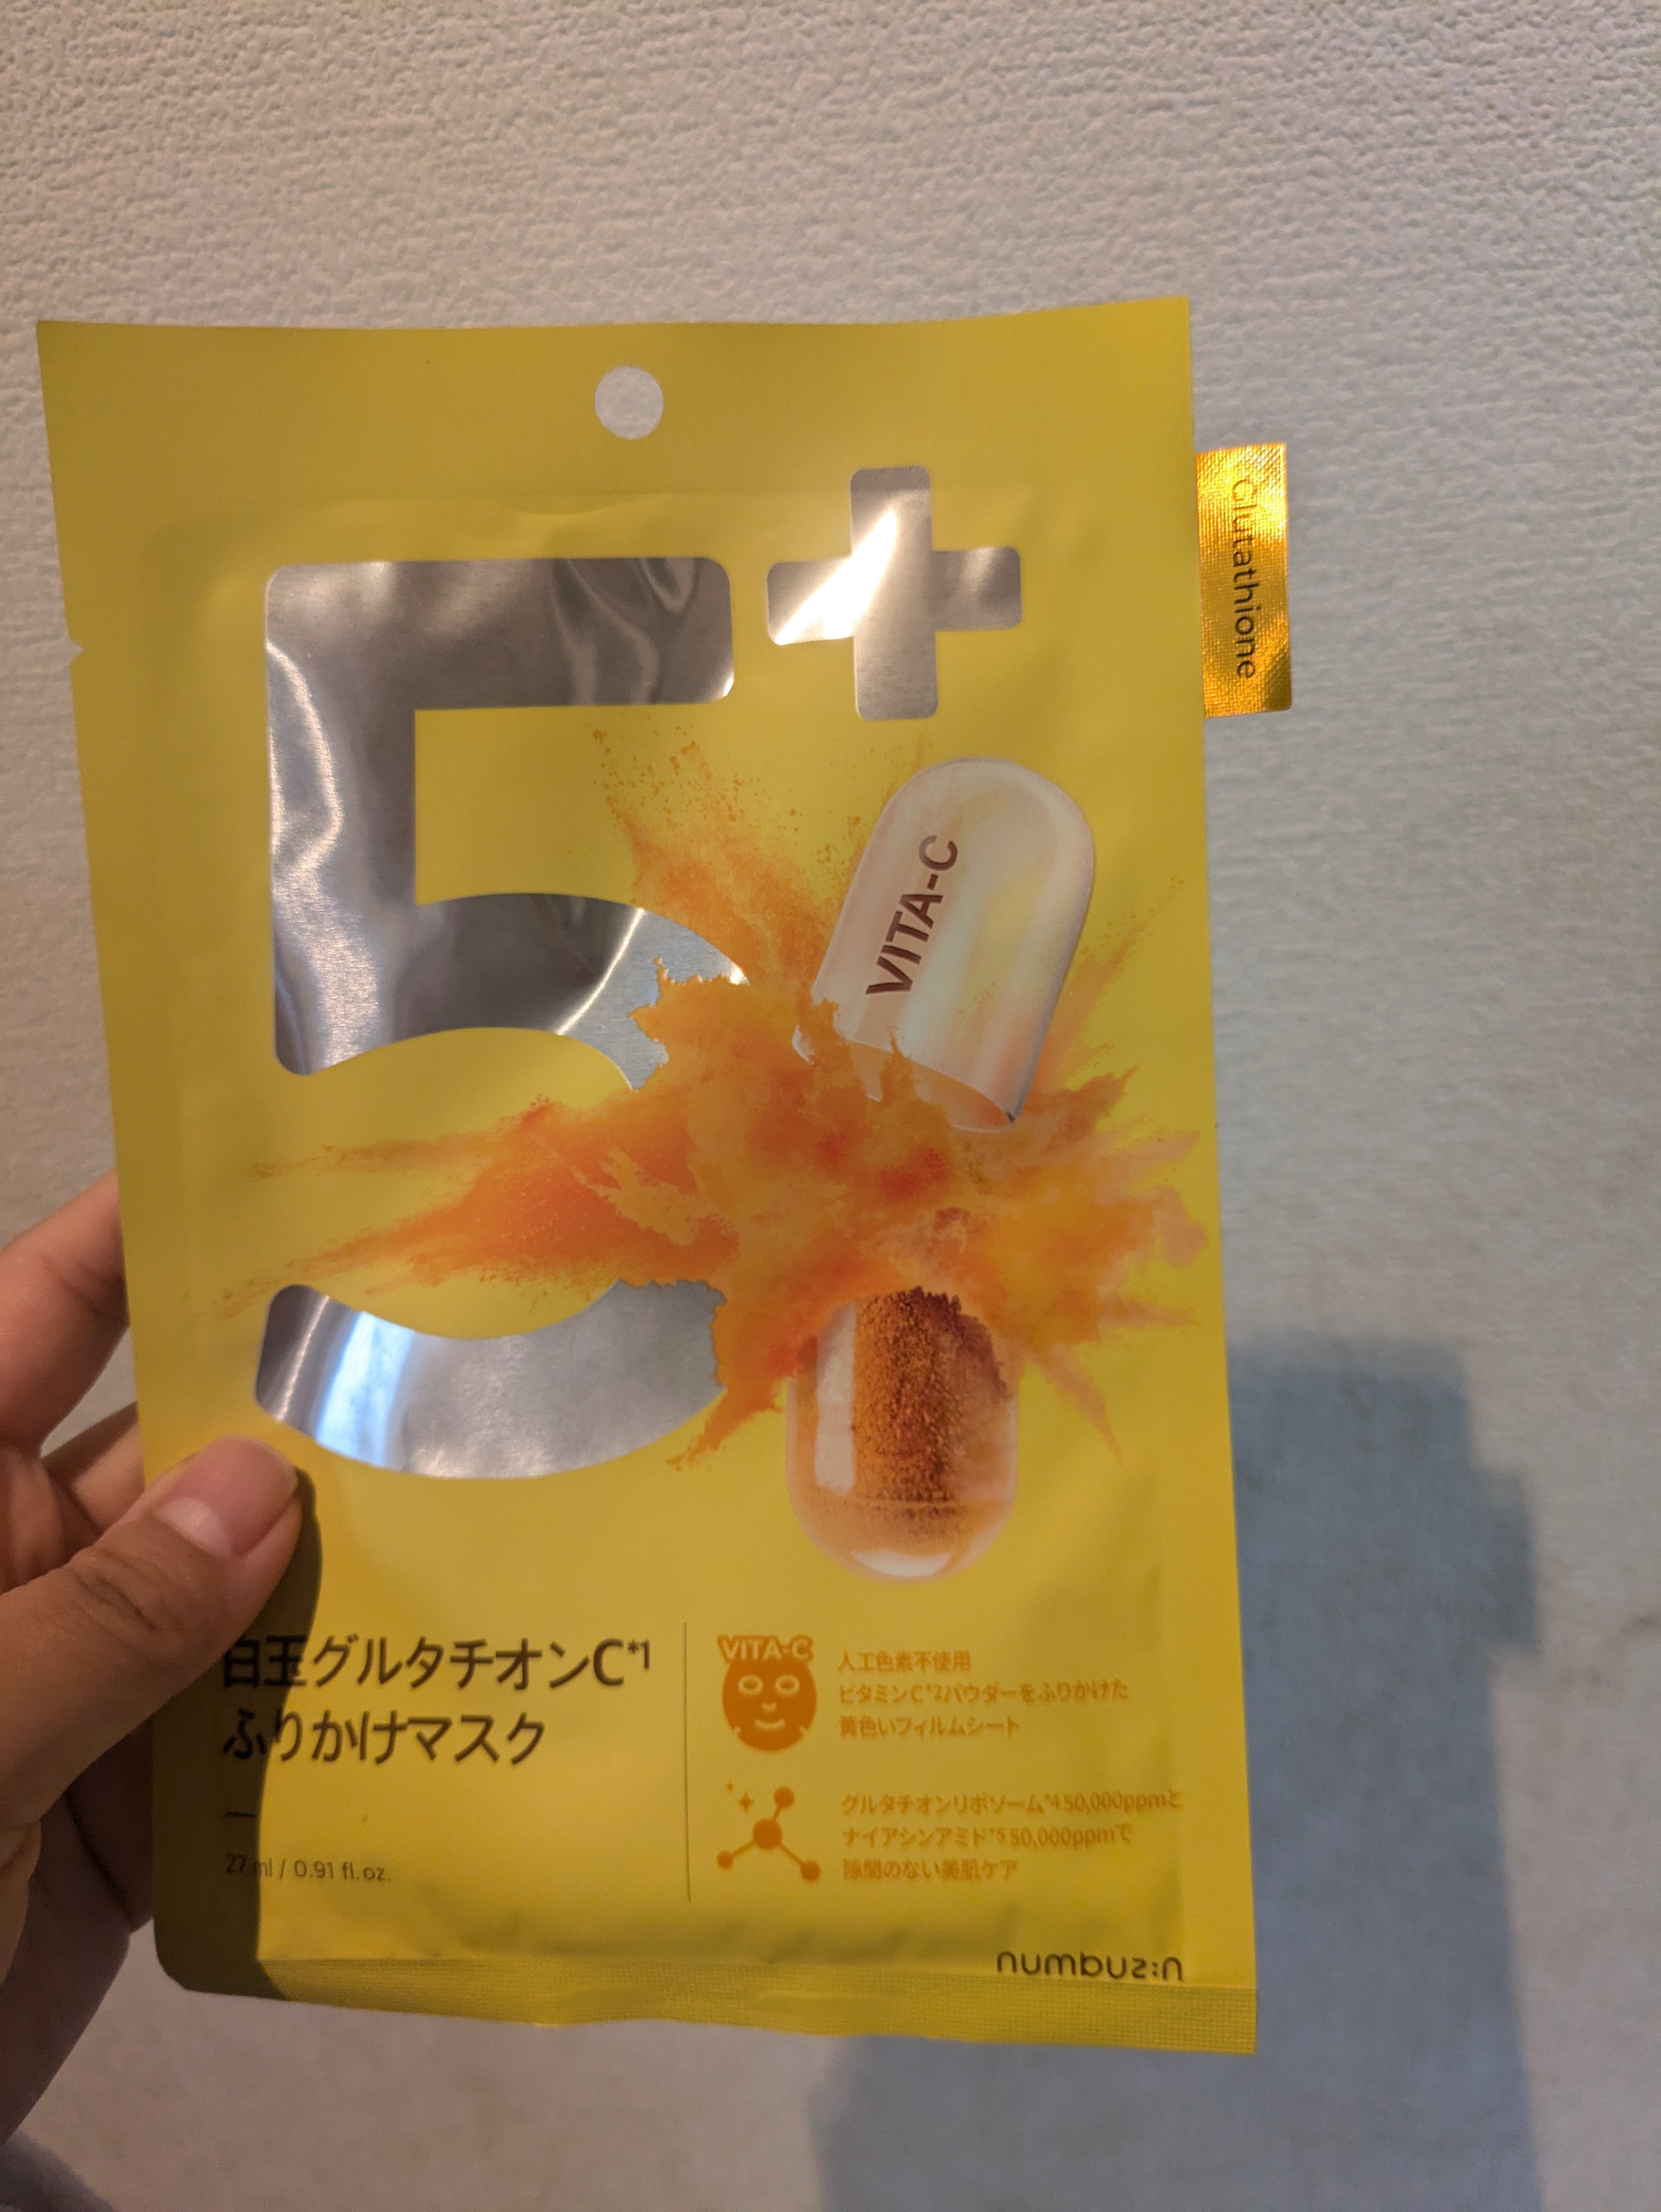 5+
Glutathione
VITA-C
白玉グルタチオンC*1
ふりかけマスク
27 ml / 0.91 fl.oz.
VITA-C
人工色素不使用
ビタミンC*2パウダーをふりかけた
黄色いフィルムシート
グルタチオンリポソーム*4 50,000ppmと
ナイアシンアミド*5 50,000ppmで
隙間のない美肌ケア
numbuz:n